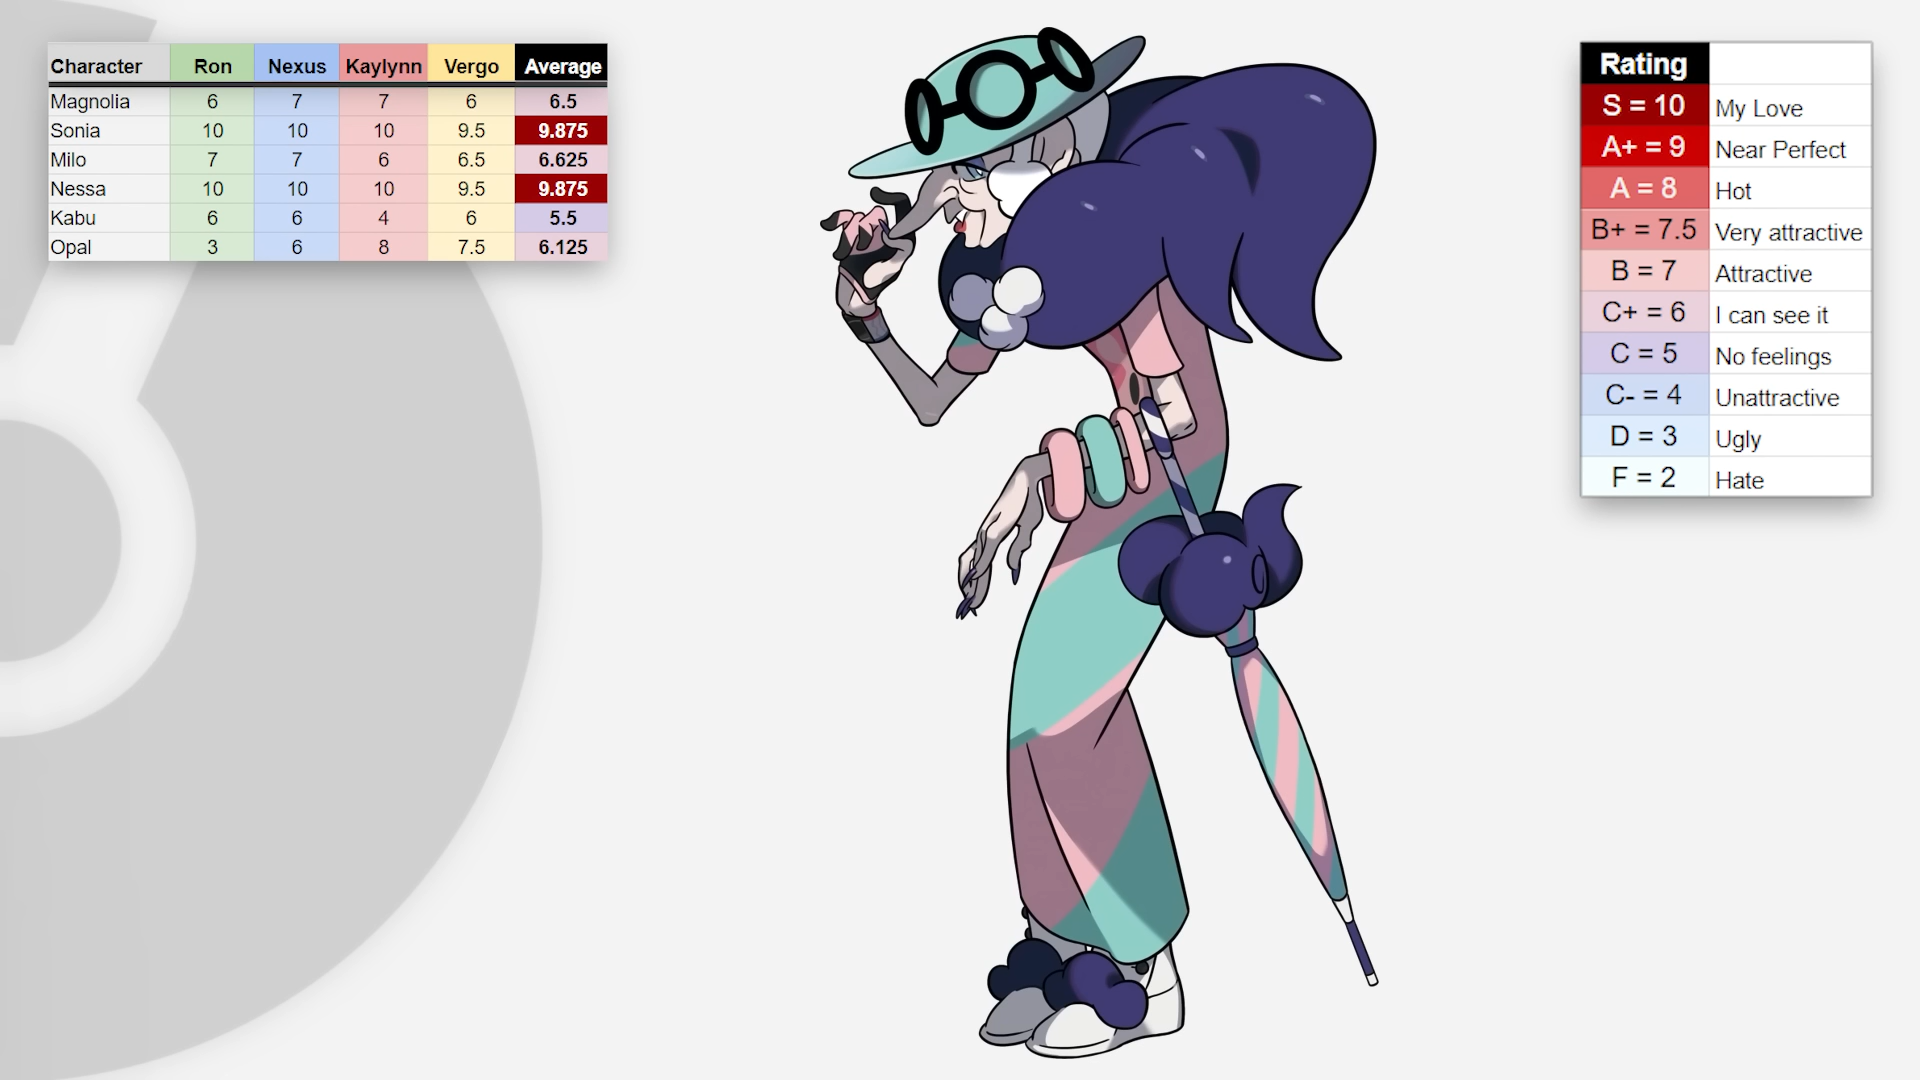 Character Ron Nexus Kaylynn Vergo Average
Magnolia 6 7 7 6 6.5
Sonia 10 10 10 9.5 9.875
Milo 7 7 6 6.5 6.625
Nessa 10 10 10 9.5 9.875
Kabu 6 6 4 6 5.5
Opal 3 6 8 7.5 6.125
Rating
S = 10 My Love
A+ = 9 Near Perfect
A = 8 Hot
B+ = 7.5 Very attractive
B = 7 Attractive
C+ = 6 I can see it
C = 5 No feelings
C- = 4 Unattractive
D = 3 Ugly
F = 2 Hate